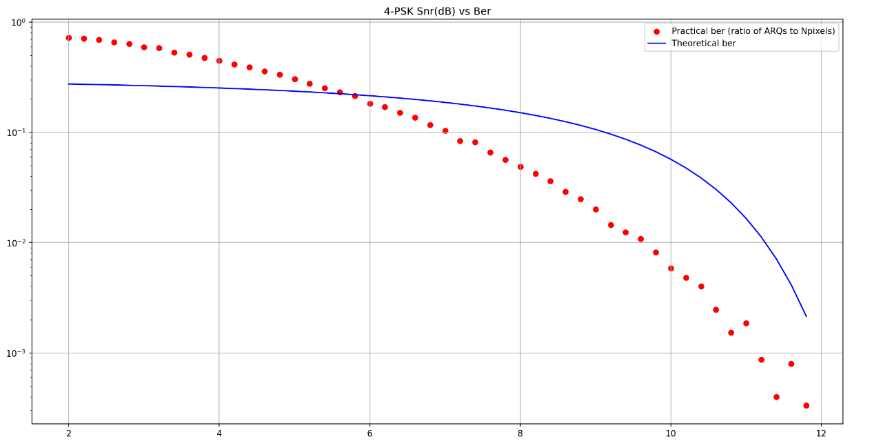 4-PSK Snr(dB) vs Ber
Practical ber (ratio of ARQs to Npixels)
Theoretical ber
10⁰
10⁻¹
10⁻²
10⁻³
2 4 6 8 10 12